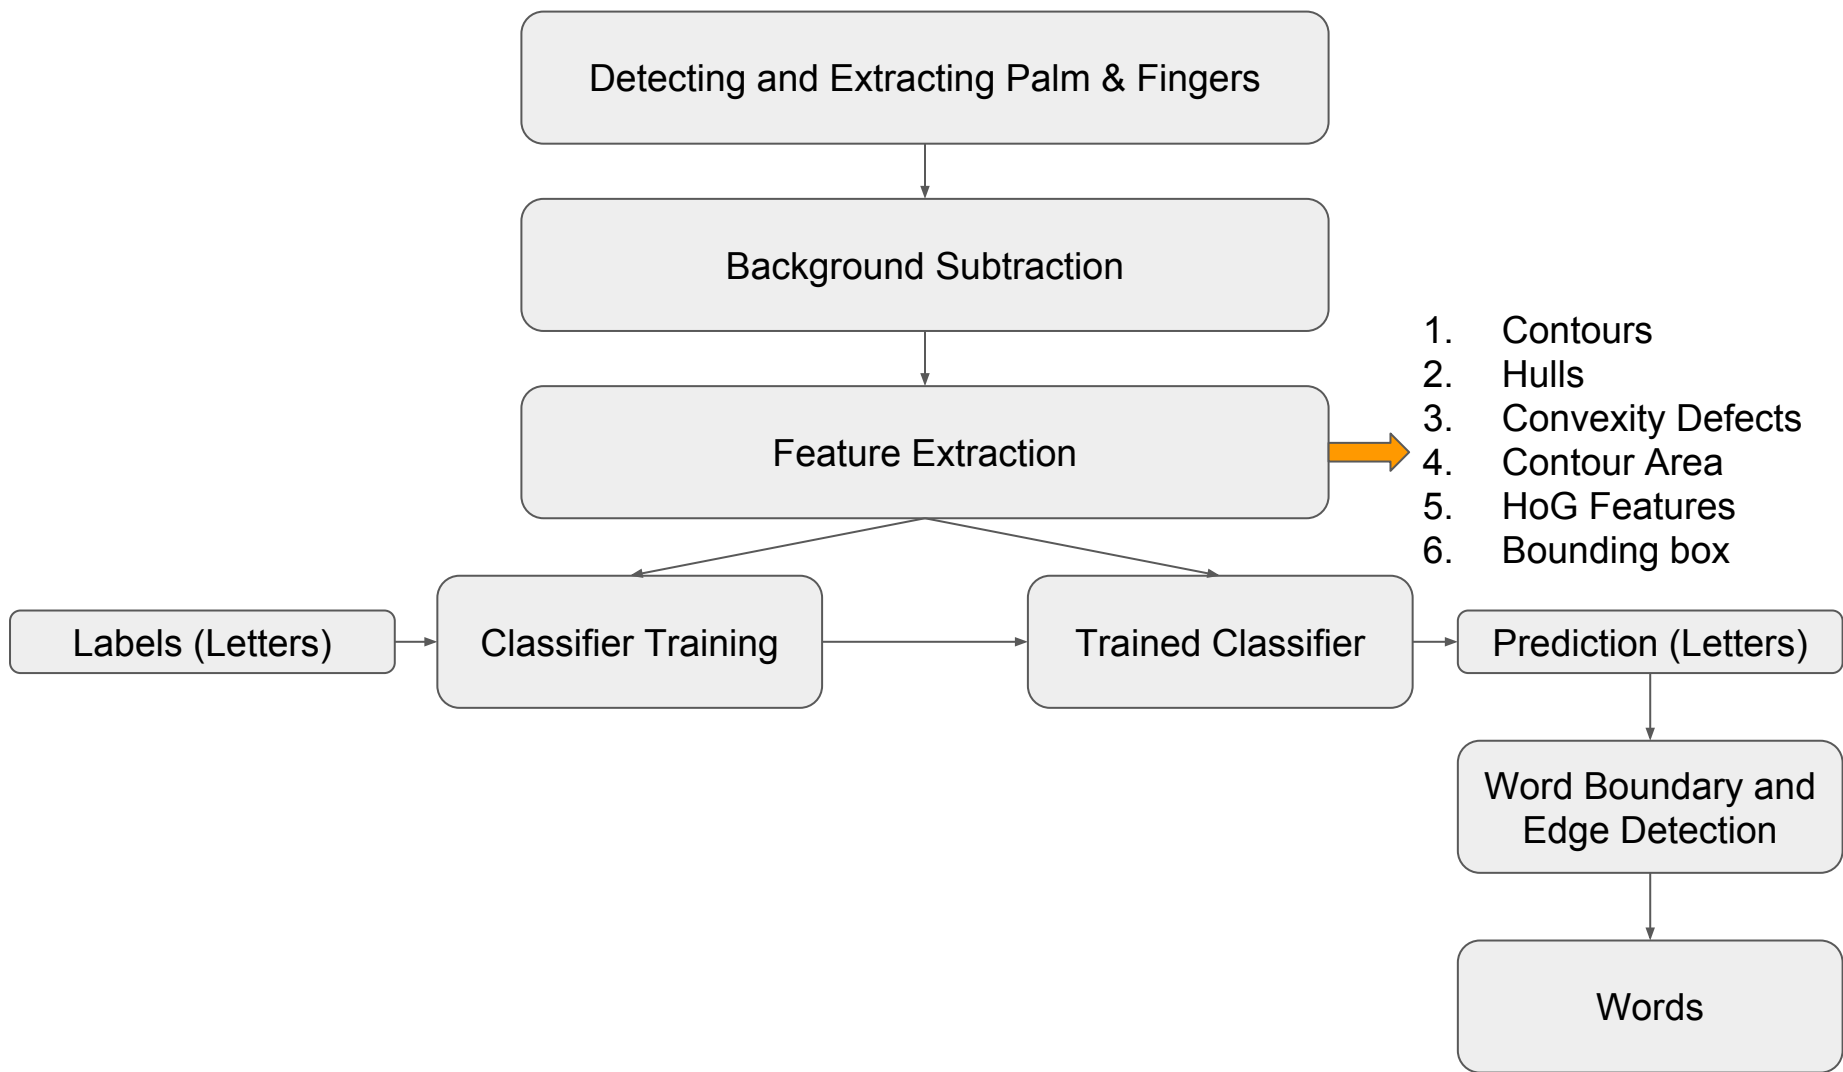 Detecting and Extracting Palm & Fingers
Background Subtraction
Feature Extraction
1. Contours
2. Hulls
3. Convexity Defects
4. Contour Area
5. HoG Features
6. Bounding box
Labels (Letters)
Classifier Training
Trained Classifier
Prediction (Letters)
Word Boundary and
Edge Detection
Words